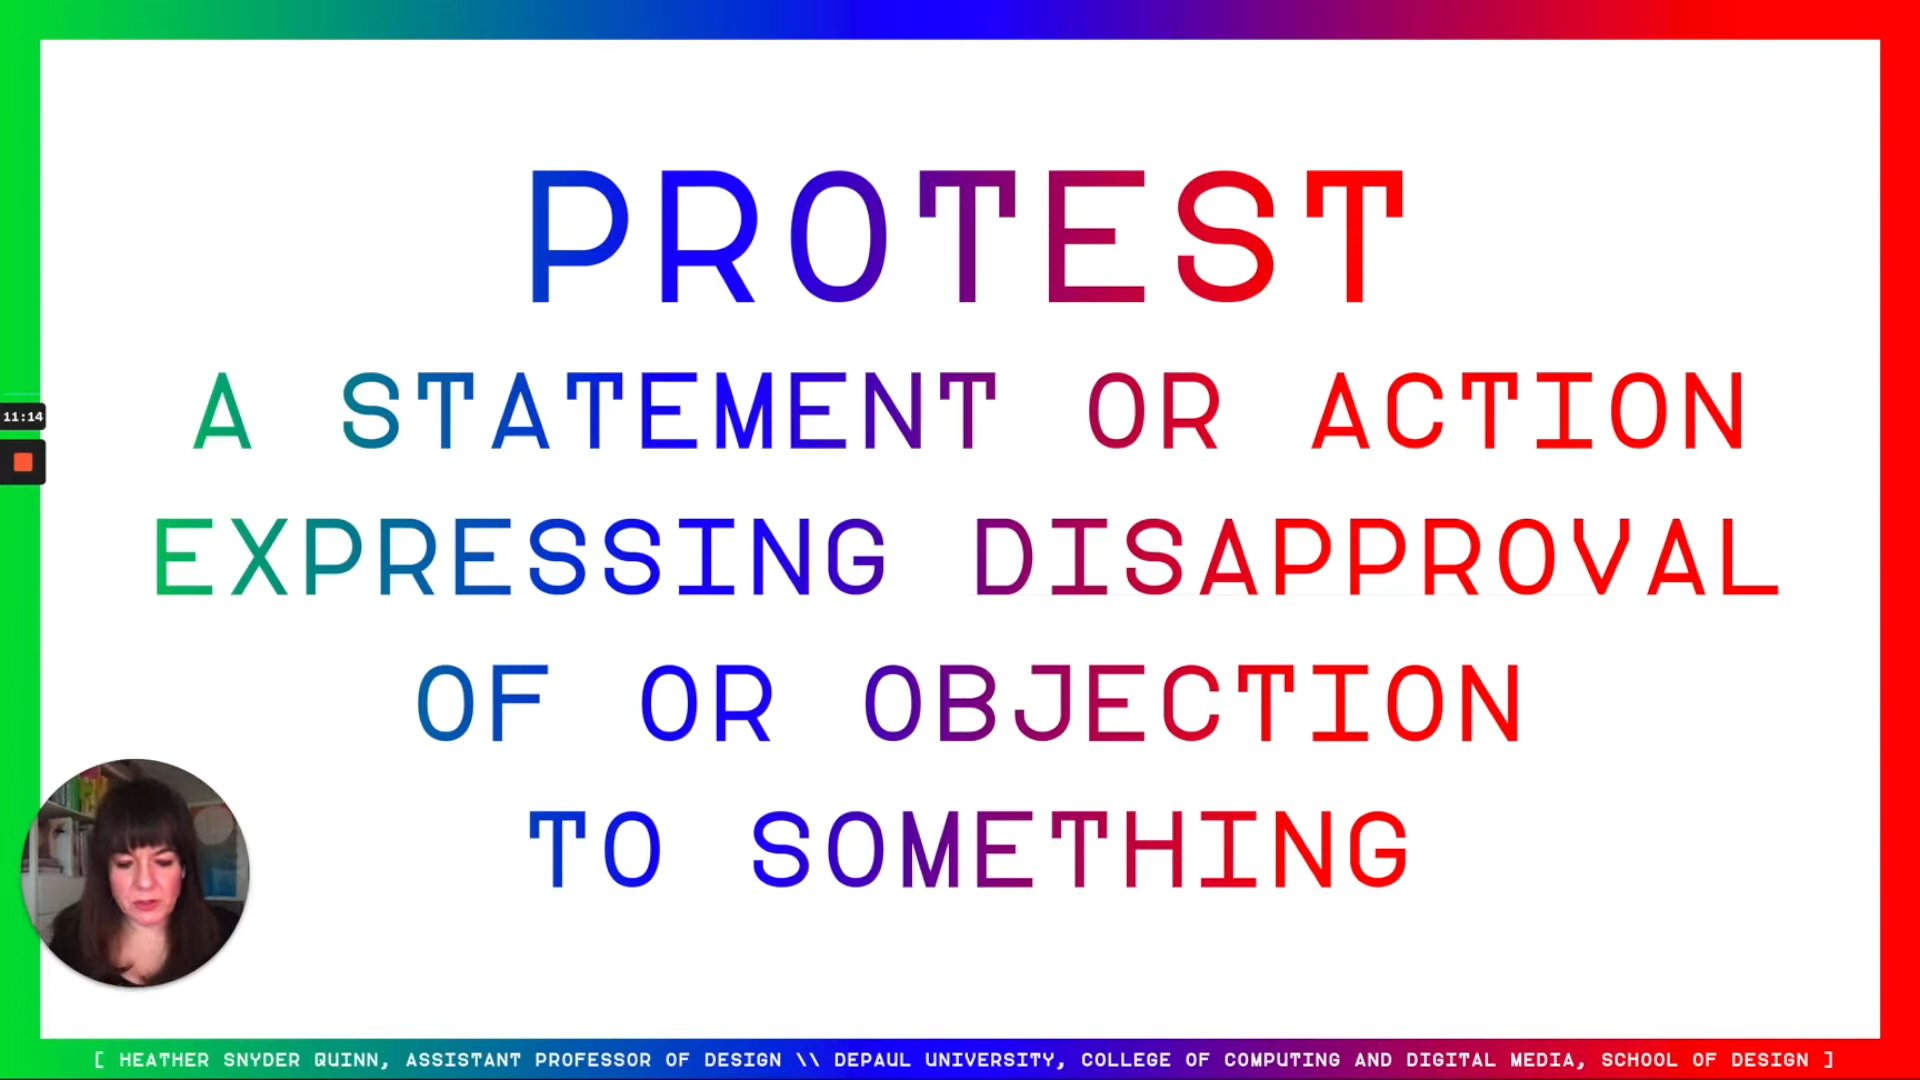 PROTEST
A STATEMENT OR ACTION
EXPRESSING DISAPPROVAL
OF OR OBJECTION
TO SOMETHING
11:14
[ HEATHER SNYDER QUINN, ASSISTANT PROFESSOR OF DESIGN \\ DEPAUL UNIVERSITY, COLLEGE OF COMPUTING AND DIGITAL MEDIA, SCHOOL OF DESIGN ]